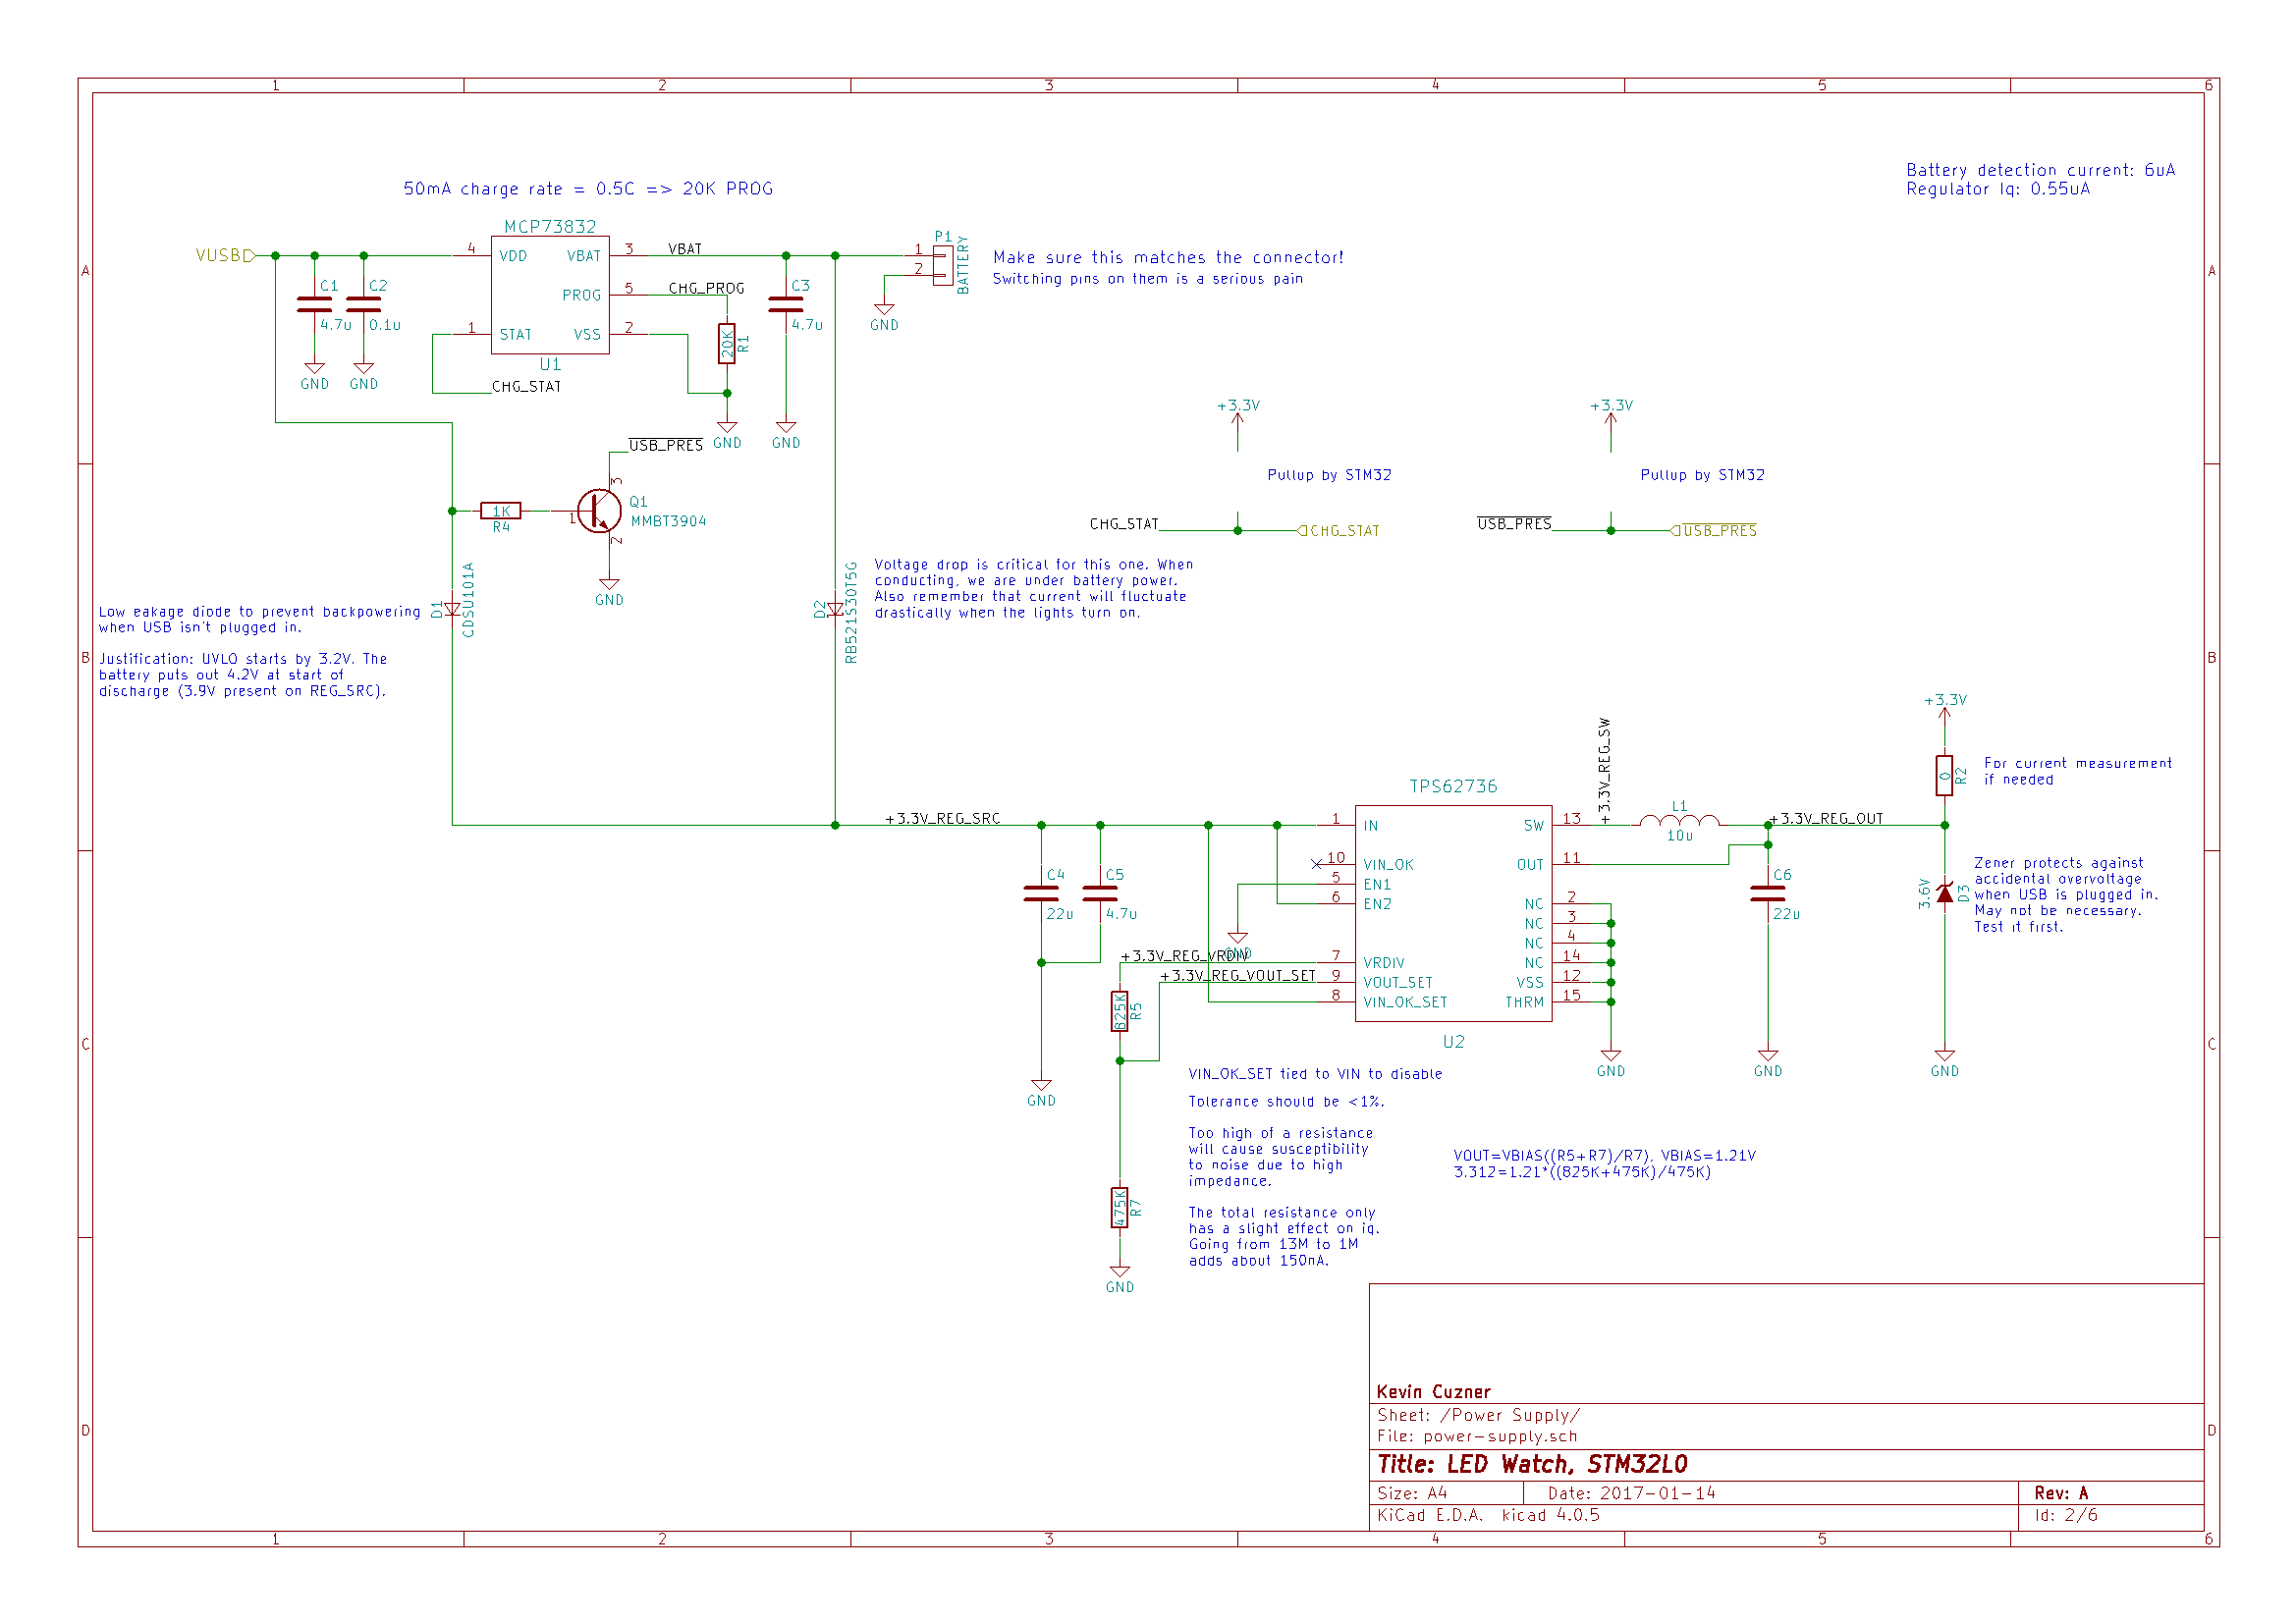 1 2 3 4 5 6
A
A
B
B
C
C
D
D
50mA charge rate = 0.5C => 20K PROG
Battery detection current: 6uA
Regulator Iq: 0.55uA
MCP73832
VUSB
4 VDD
VBAT 3
VBAT
PROG 5
CHG_PROG
1 STAT
VSS 2
U1
CHG_STAT
C1
4.7u
GND
C2
0.1u
GND
20K
R1
GND
C3
4.7u
GND
P1
1
2
BATTERY
GND
Make sure this matches the connector!
Switching pins on them is a serious pain
USB_PRES
3
Q1
MMBT3904
1
2
1K
R4
GND
+3.3V
Pullup by STM32
CHG_STAT
CHG_STAT
+3.3V
Pullup by STM32
USB_PRES
USB_PRES
D1
CDSU101A
Low eakage diode to prevent backpowering
when USB isn't plugged in.
Justification: UVLO starts by 3.2V. The
battery puts out 4.2V at start of
discharge (3.9V present on REG_SRC).
D2
RB521S30T5G
Voltage drop is critical for this one. When
conducting, we are under battery power.
Also remember that current will fluctuate
drastically when the lights turn on.
+3.3V_REG_SRC
C4
22u
C5
4.7u
GND
TPS62736
1 IN
10 VIN_OK
5 EN1
6 EN2
7 VRDIV
9 VOUT_SET
8 VIN_OK_SET
SW 13
OUT 11
NC 2
NC 3
NC 4
NC 14
VSS 12
THRM 15
U2
GND
+3.3V_REG_VRDIV
+3.3V_REG_VOUT_SET
825K
R5
475K
R7
GND
+3.3V_REG_SW
L1
10u
+3.3V_REG_OUT
C6
22u
GND
GND
+3.3V
0
R2
For current measurement
if needed
3.6V
D3
GND
Zener protects against
accidental overvoltage
when USB is plugged in.
May not be necessary.
Test it first.
VIN_OK_SET tied to VIN to disable
Tolerance should be <1%.
Too high of a resistance
will cause susceptibility
to noise due to high
impedance.
The total resistance only
has a slight effect on iq.
Going from 13M to 1M
adds about 150nA.
VOUT=VBIAS((R5+R7)/R7), VBIAS=1.21V
3.312=1.21*((825K+475K)/475K)
Kevin Cuzner
Sheet: /Power Supply/
File: power-supply.sch
Title: LED Watch, STM32L0
Size: A4 Date: 2017-01-14 Rev: A
KiCad E.D.A. kicad 4.0.5 Id: 2/6
1 2 3 4 5 6